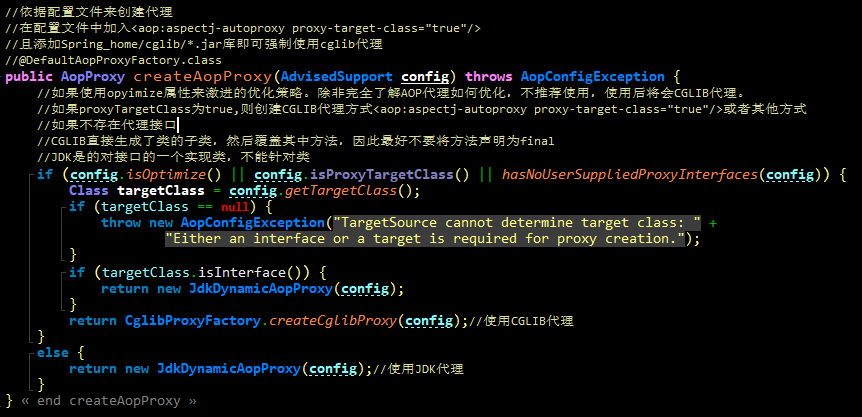 //依据配置文件来创建代理
//在配置文件中加入<aop:aspectj-autoproxy proxy-target-class="true"/>
//且添加Spring_home/cglib/*.jar库即可强制使用cglib代理
//@DefaultAopProxyFactory.class
public AopProxy createAopProxy(AdvisedSupport config) throws AopConfigException {
//如果使用opyimize属性来激进的优化策略。除非完全了解AOP代理如何优化，不推荐使用，使用后将会CGLIB代理。
//如果proxyTargetClass为true,则创建CGLIB代理方式<aop:aspectj-autoproxy proxy-target-class="true"/>或者其他方式
//如果不存在代理接口
//CGLIB直接生成了类的子类，然后覆盖其中方法，因此最好不要将方法声明为final
//JDK是的对接口的一个实现类，不能针对类
if (config.isOptimize() || config.isProxyTargetClass() || hasNoUserSuppliedProxyInterfaces(config)) {
Class targetClass = config.getTargetClass();
if (targetClass == null) {
throw new AopConfigException("TargetSource cannot determine target class: " +
"Either an interface or a target is required for proxy creation.");
}
if (targetClass.isInterface()) {
return new JdkDynamicAopProxy(config);
}
return CglibProxyFactory.createCglibProxy(config);//使用CGLIB代理
}
else {
return new JdkDynamicAopProxy(config);//使用JDK代理
}
} « end createAopProxy »